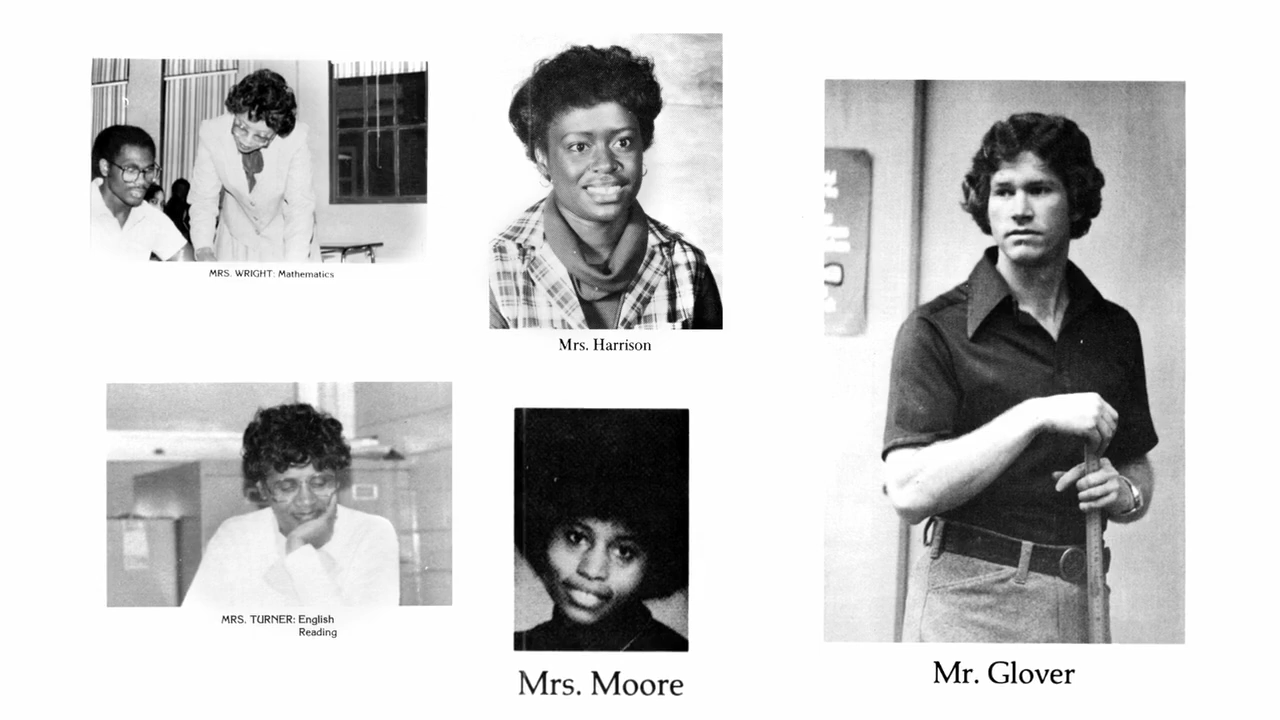 MRS. WRIGHT: Mathematics
Mrs. Harrison
MRS. TURNER: English
Reading
Mrs. Moore
Mr. Glover